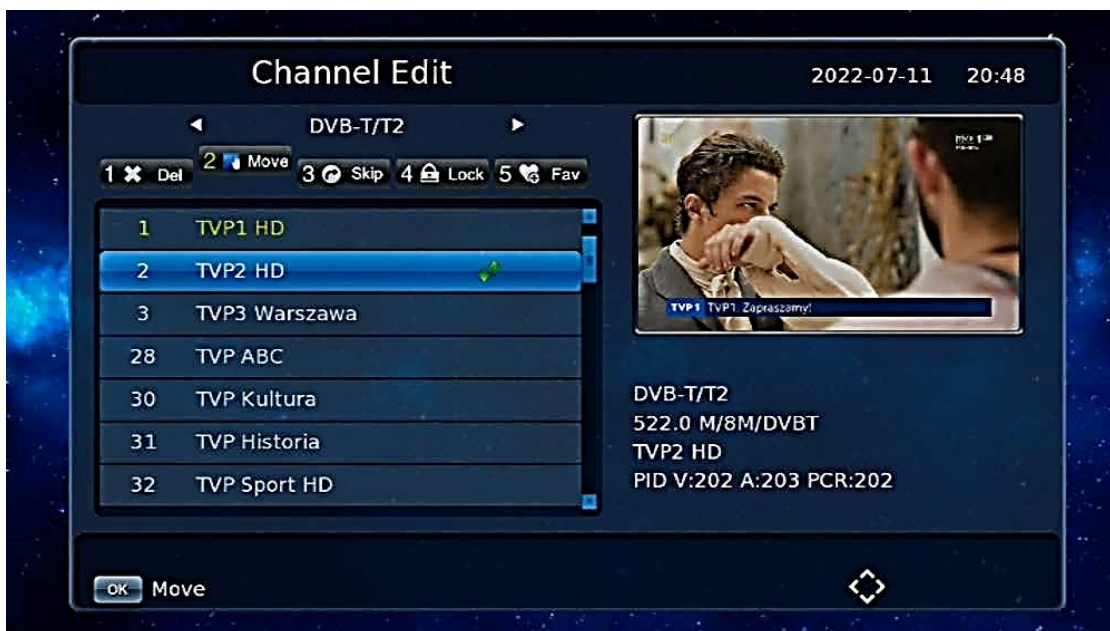 Channel Edit
2022-07-11 20:48
DVB-T/T2
1 Del 2 Move 3 Skip 4 Lock 5 Fav
1 TVP1 HD
2 TVP2 HD
3 TVP3 Warszawa
28 TVP ABC
30 TVP Kultura
31 TVP Historia
32 TVP Sport HD
TVP1 TVP1: Zapraszamy!
DVB-T/T2
522.0 M/8M/DVBT
TVP2 HD
PID V:202 A:203 PCR:202
OK Move